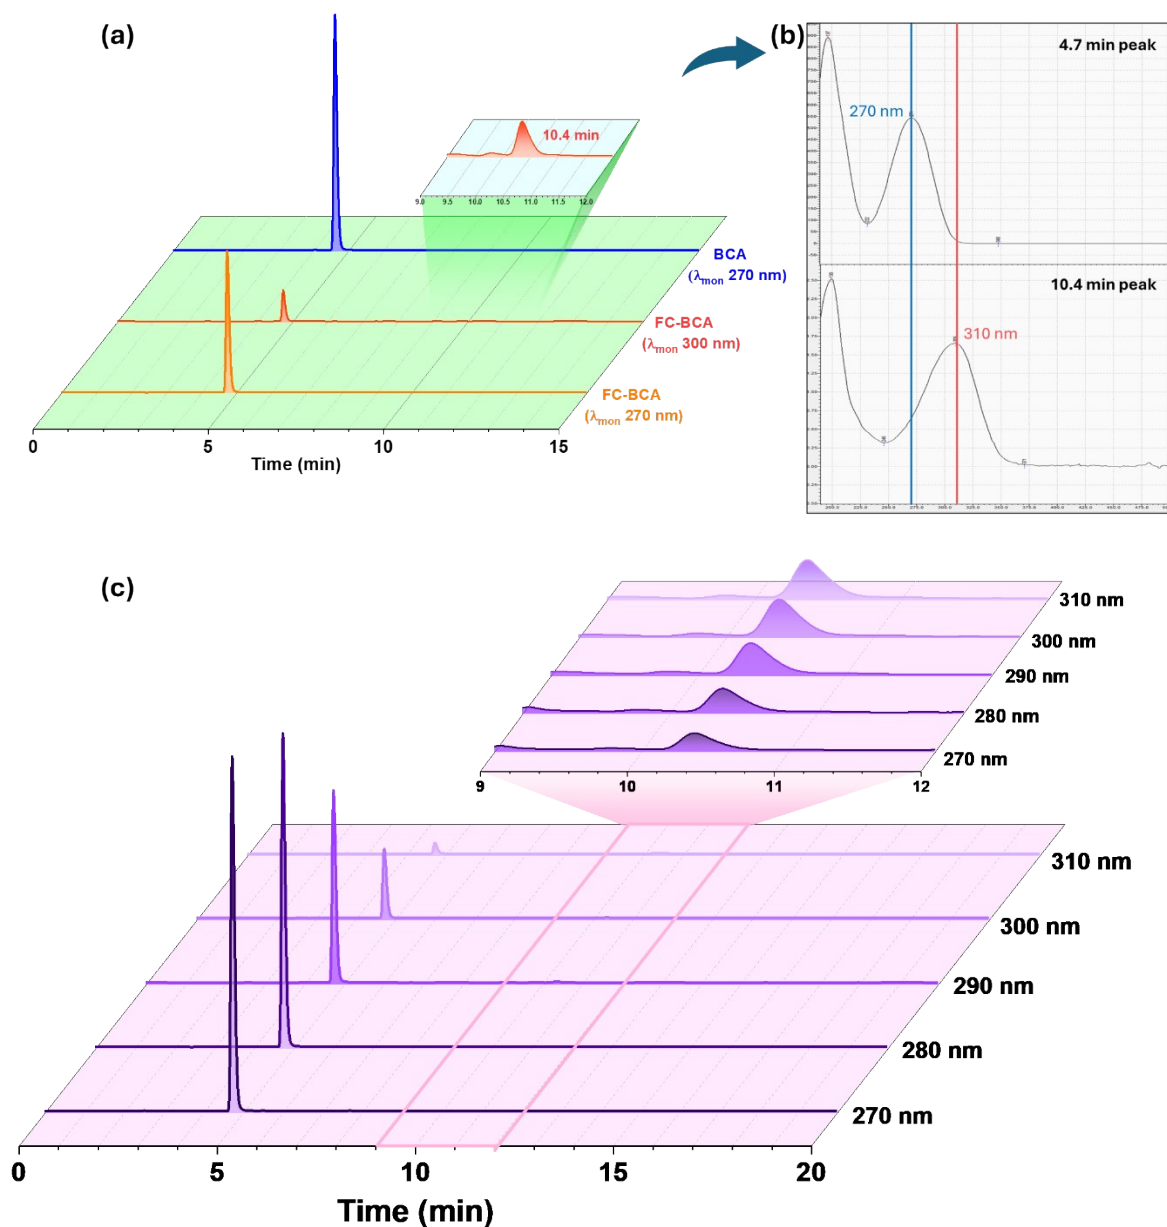 (a)
10.4 min
9.0 9.5 10.0 10.5 11.0 11.5 12.0
BCA
(λmon 270 nm)
FC-BCA
(λmon 300 nm)
FC-BCA
(λmon 270 nm)
0 5 10 15
Time (min)
(b)
4.7 min peak
270 nm
10.4 min peak
310 nm
(c)
310 nm
300 nm
290 nm
280 nm
270 nm
9 10 11 12
310 nm
300 nm
290 nm
280 nm
270 nm
0 5 10 15 20
Time (min)